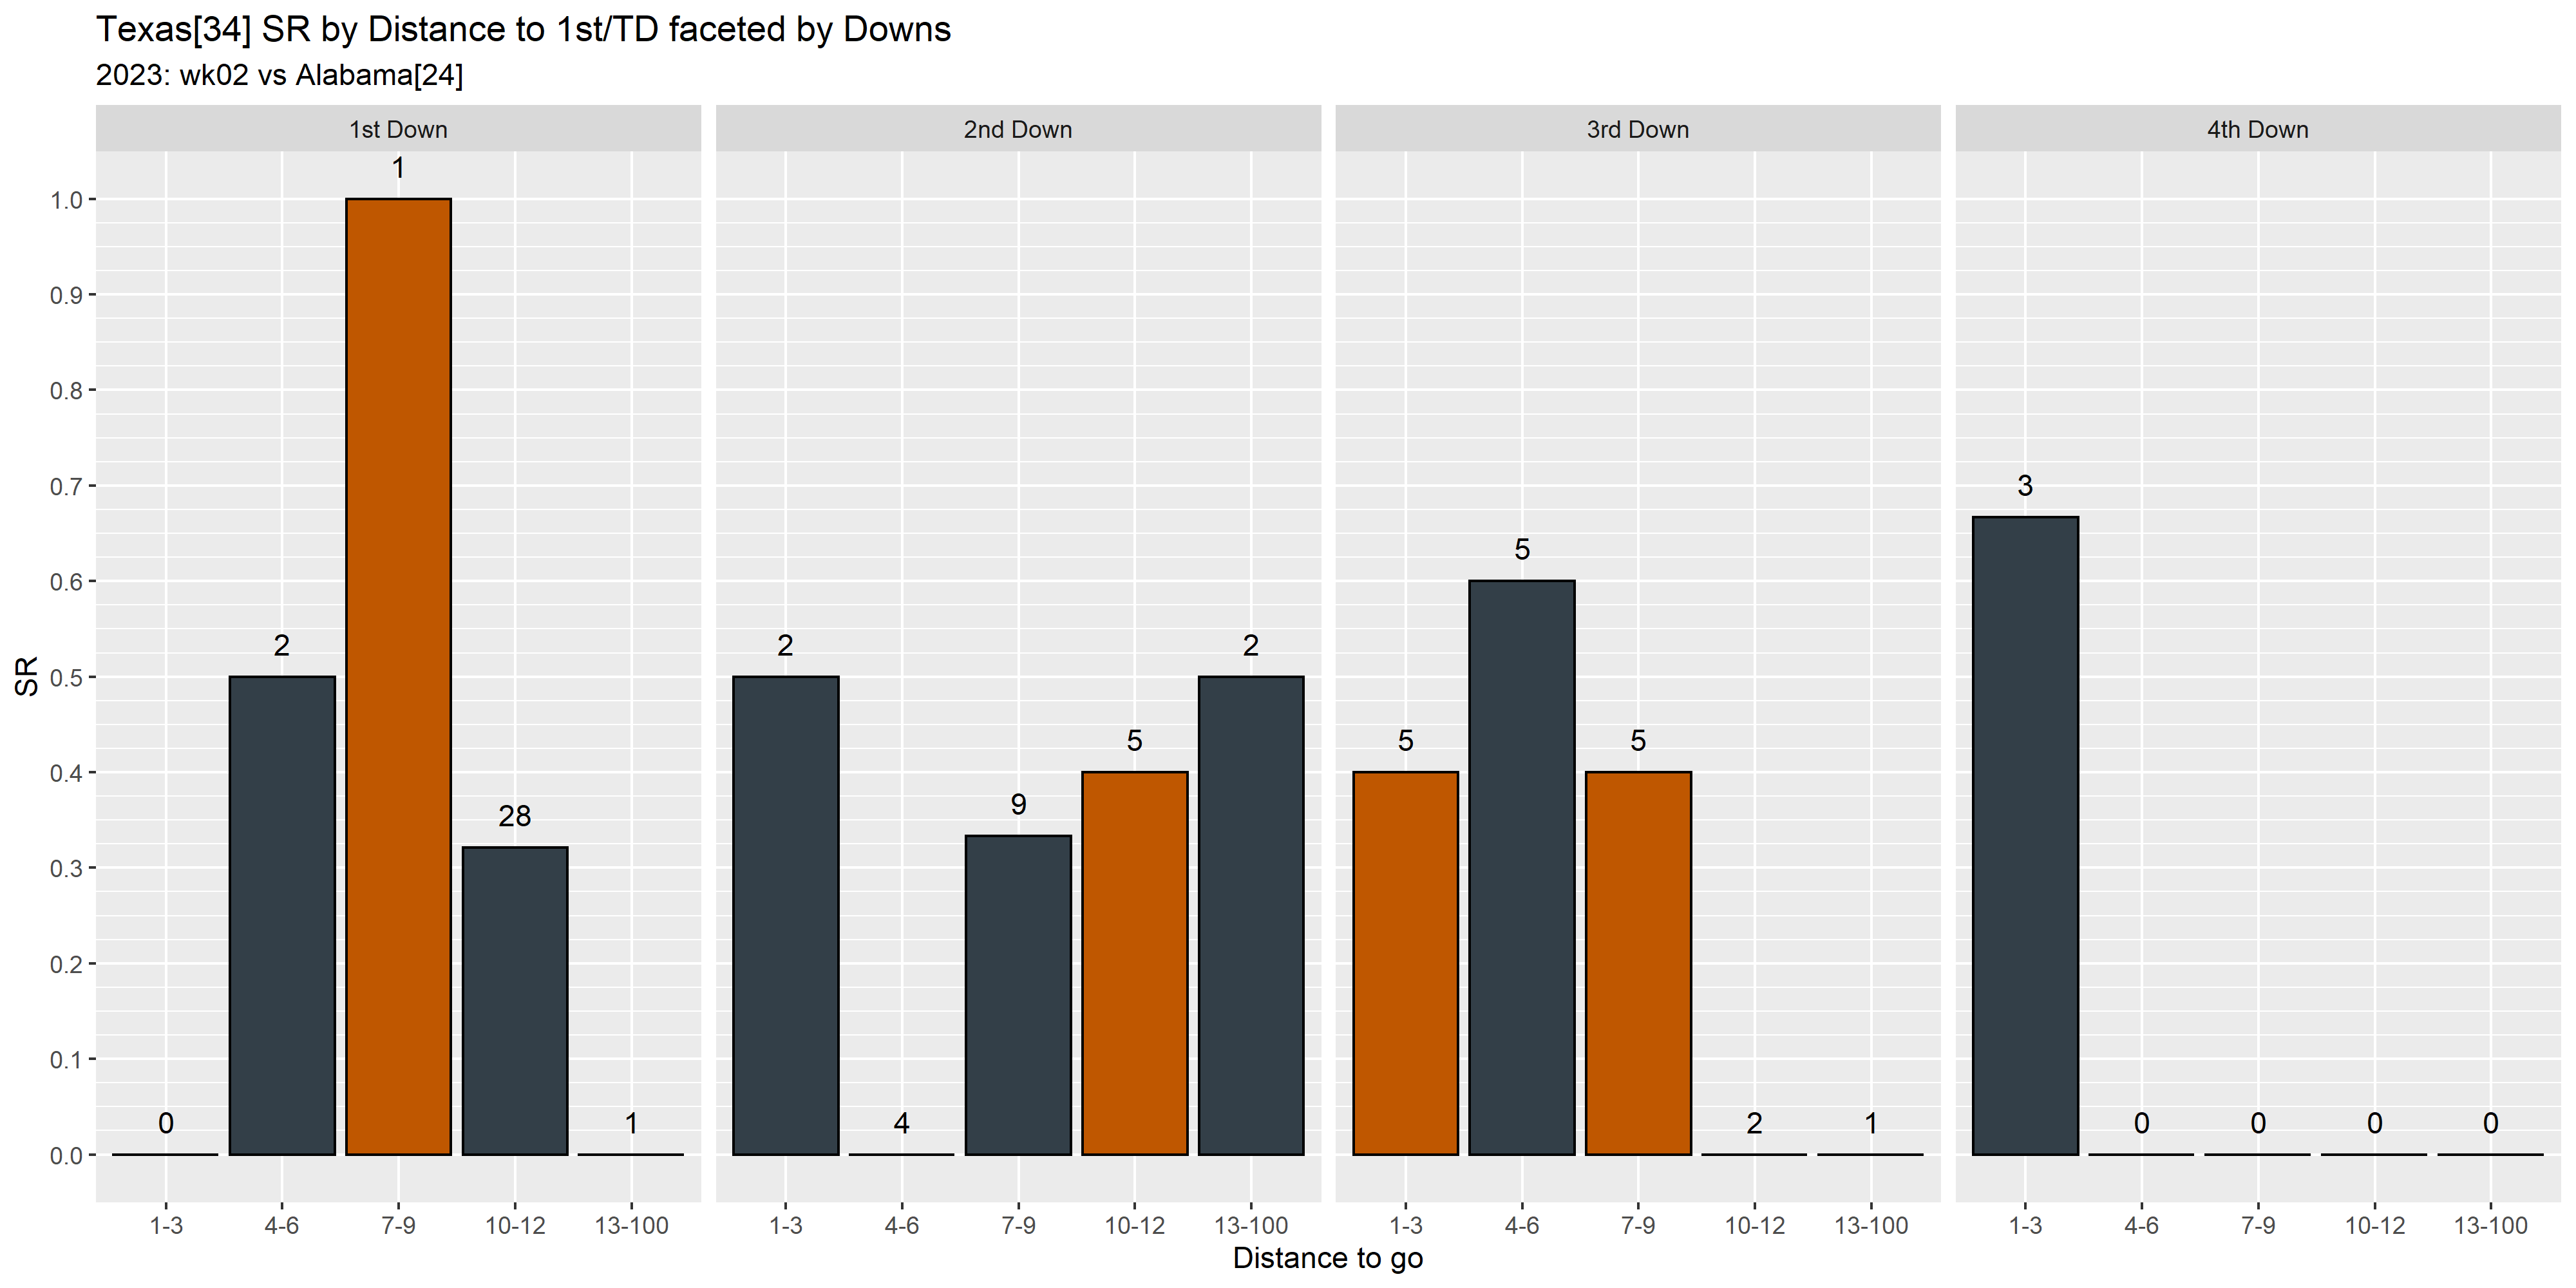 Texas[34] SR by Distance to 1st/TD faceted by Downs
2023: wk02 vs Alabama[24]
1st Down
2nd Down
3rd Down
4th Down
SR
1.0
0.9
0.8
0.7
0.6
0.5
0.4
0.3
0.2
0.1
0.0
0
2
1
28
1
2
4
9
5
2
5
5
5
2
1
3
0
0
0
0
1-3 4-6 7-9 10-12 13-100
1-3 4-6 7-9 10-12 13-100
1-3 4-6 7-9 10-12 13-100
1-3 4-6 7-9 10-12 13-100
Distance to go